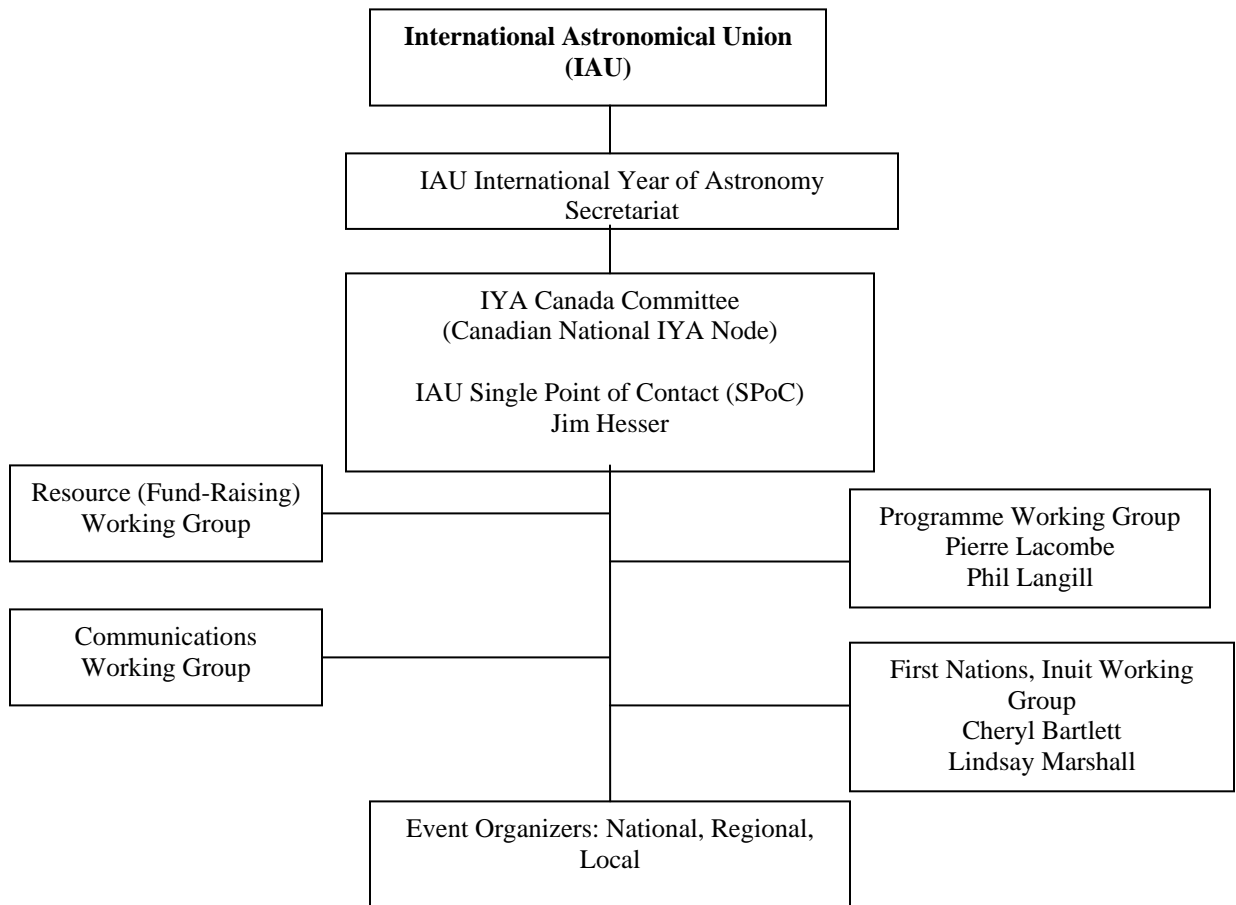 International Astronomical Union
(IAU)
IAU International Year of Astronomy
Secretariat
IYA Canada Committee
(Canadian National IYA Node)
IAU Single Point of Contact (SPoC)
Jim Hesser
Resource (Fund-Raising)
Working Group
Programme Working Group
Pierre Lacombe
Phil Langill
Communications
Working Group
First Nations, Inuit Working
Group
Cheryl Bartlett
Lindsay Marshall
Event Organizers: National, Regional,
Local